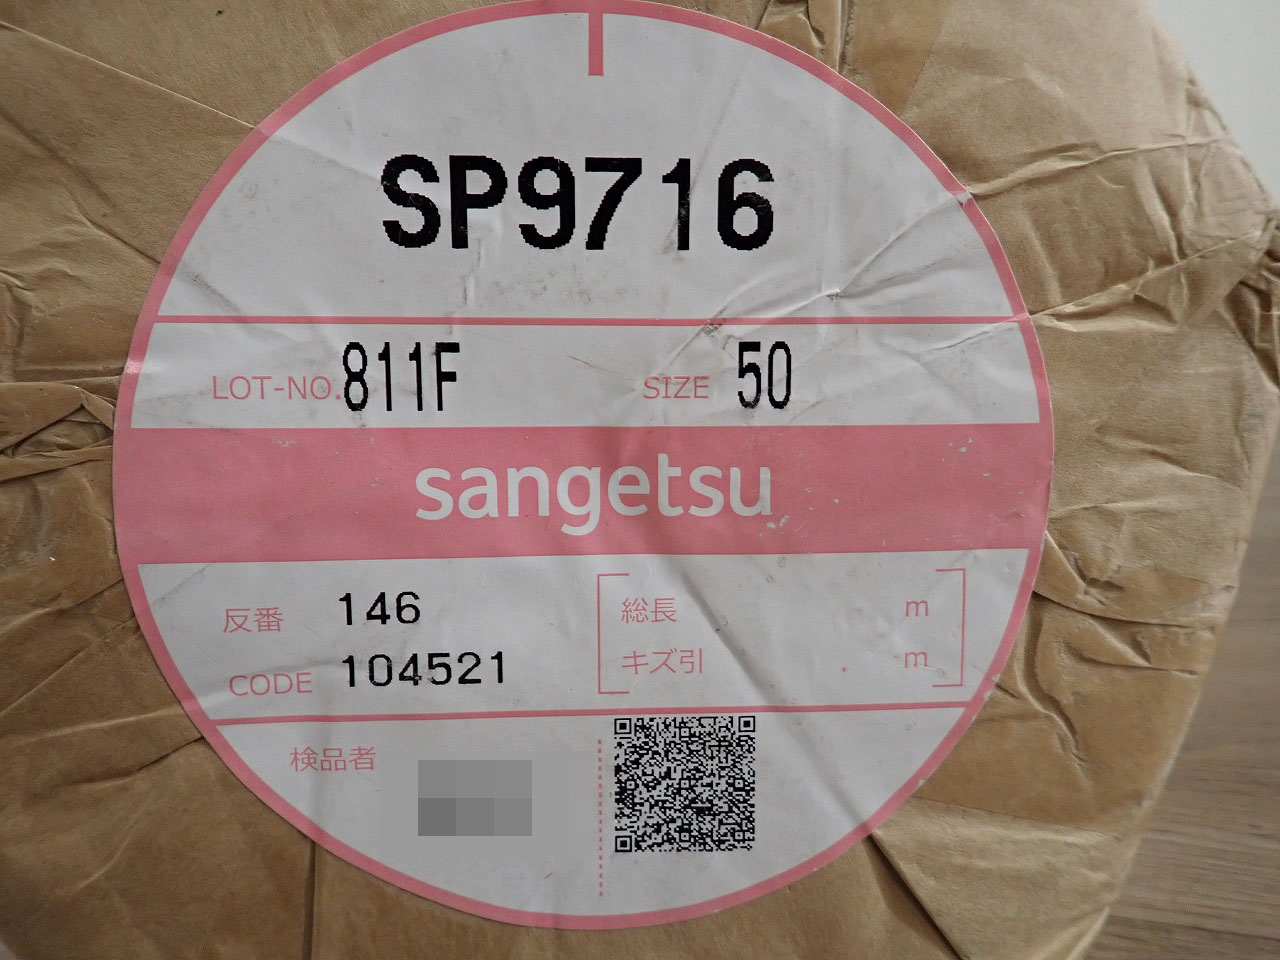 SP9716
LOT-NO. 811F SIZE 50
sangetsu
反番 146
総長 m
CODE 104521
キズ引 m
検品者